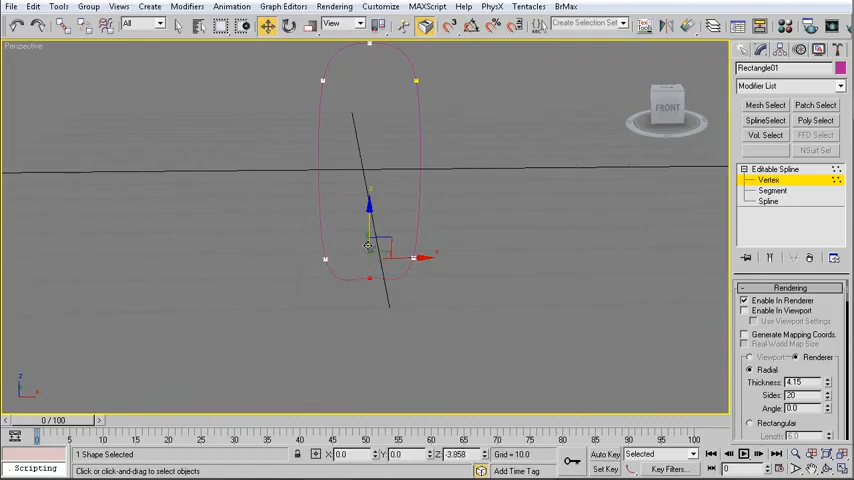 File Edit Tools Group Views Create Modifiers Animation Graph Editors Rendering Customize MAXScript Help PhysX Tentacles BrMax
All View Create Selection Set
Perspective
FRONT
Rectangle01
Modifier List
Mesh Select Patch Select
SplineSelect Poly Select
Vol. Select FFD Select
NSurf Sel
Editable Spline
Vertex
Segment
Spline
Rendering
Enable In Renderer
Enable In Viewport
Use Viewport Settings
Generate Mapping Coords.
Real-World Map Size
Viewport Renderer
Radial
Thickness: 4.15
Sides: 20
Angle: 0.0
Rectangular
Length: 6.0
z
x
z
x
0 / 100
0 5 10 15 20 25 30 35 40 45 50 55 60 65 70 75 80 85 90 95 100
1 Shape Selected X: 0.0 Y: 0.0 Z: -3.858 Grid = 10.0 Auto Key Selected
Scripting Click or click-and-drag to select objects Add Time Tag Set Key Key Filters... 0